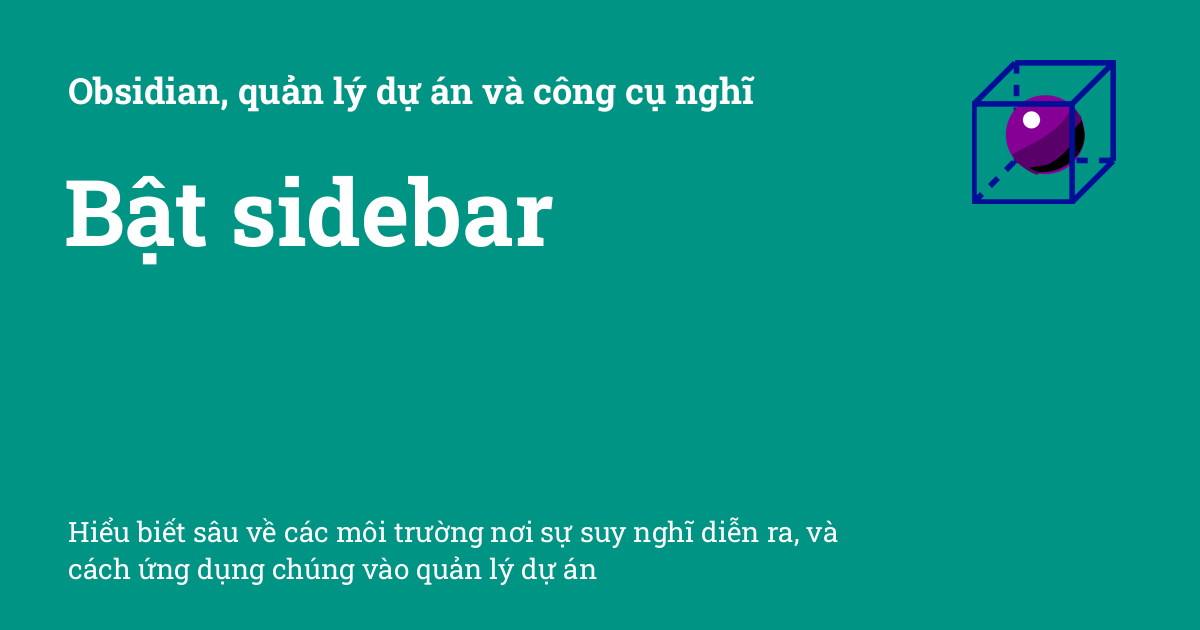 Obsidian, quản lý dự án và công cụ nghĩ
Bật sidebar
Hiểu biết sâu về các môi trường nơi sự suy nghĩ diễn ra, và
cách ứng dụng chúng vào quản lý dự án